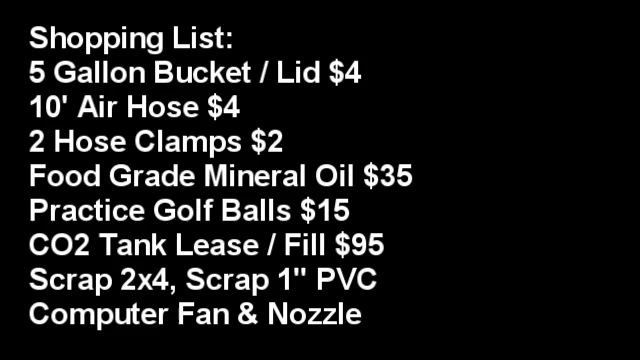 Shopping List:
5 Gallon Bucket / Lid $4
10' Air Hose $4
2 Hose Clamps $2
Food Grade Mineral Oil $35
Practice Golf Balls $15
CO2 Tank Lease / Fill $95
Scrap 2x4, Scrap 1" PVC
Computer Fan & Nozzle